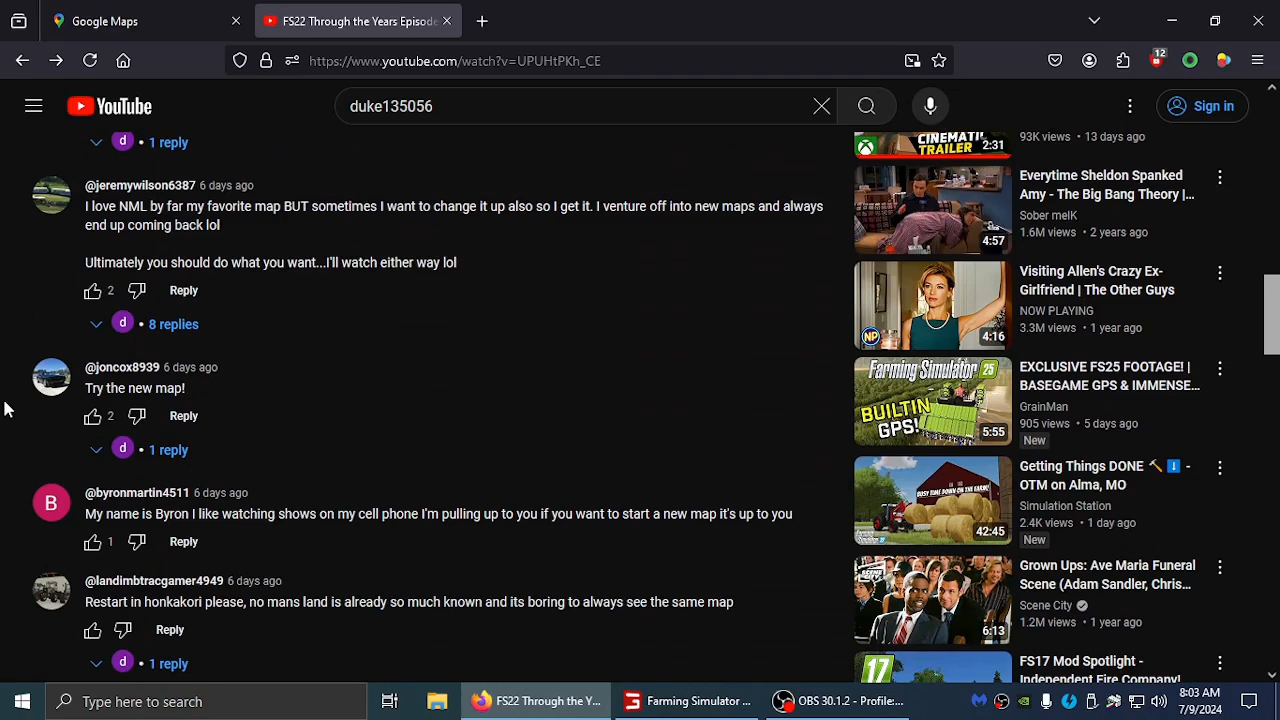 Google Maps
FS22 Through the Years Episode
https://www.youtube.com/watch?v=UPUHtPKh_CE
12
YouTube
duke135056
Sign in
d • 1 reply
@jeremywilson6387 6 days ago
I love NML by far my favorite map BUT sometimes I want to change it up also so I get it. I venture off into new maps and always
end up coming back lol
Ultimately you should do what you want...I'll watch either way lol
2 Reply
d • 8 replies
@joncox8939 6 days ago
Try the new map!
2 Reply
d • 1 reply
B
@byronmartin4511 6 days ago
My name is Byron I like watching shows on my cell phone I'm pulling up to you if you want to start a new map it's up to you
1 Reply
@landimbtracgamer4949 6 days ago
Restart in honkakori please, no mans land is already so much known and its boring to always see the same map
Reply
d • 1 reply
CINEMATIC
TRAILER
2:31
93K views • 13 days ago
4:57
Everytime Sheldon Spanked
Amy - The Big Bang Theory |...
Sober melK
1.6M views • 2 years ago
NP
4:16
Visiting Allen's Crazy Ex-
Girlfriend | The Other Guys
NOW PLAYING
3.3M views • 1 year ago
Farming Simulator 25
BUILTIN
GPS!
5:55
EXCLUSIVE FS25 FOOTAGE! |
BASEGAME GPS & IMMENSE...
GrainMan
905 views • 5 days ago
New
BUSY TIME DOWN ON THE FARM!
42:45
Getting Things DONE 🔨 ⬇️ -
OTM on Alma, MO
Simulation Station
2.4K views • 1 day ago
New
SCENE CITY
6:13
Grown Ups: Ave Maria Funeral
Scene (Adam Sandler, Chris...
Scene City
1.2M views • 1 year ago
17
FS17 Mod Spotlight -
Independent Fire Company!
Type here to search
FS22 Through the Y...
Farming Simulator ...
OBS 30.1.2 - Profile:...
8:03 AM
7/9/2024